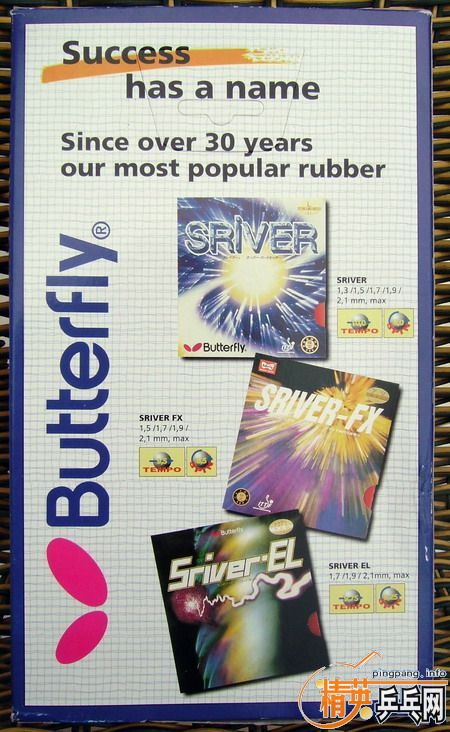 Success
has a name
Since over 30 years
our most popular rubber
Butterfly®
SRIVER
Butterfly
SRIVER
1,3 /1,5 /1,7 /1,9 /
2,1 mm, max
TEMPO
SRIVER-FX
SRIVER FX
1,5 /1,7 /1,9 /
2,1 mm, max
TEMPO
Butterfly
Sriver-EL
SRIVER EL
1,7 /1,9 / 2,1mm, max
TEMPO
pingpang.info
精英乒乓网